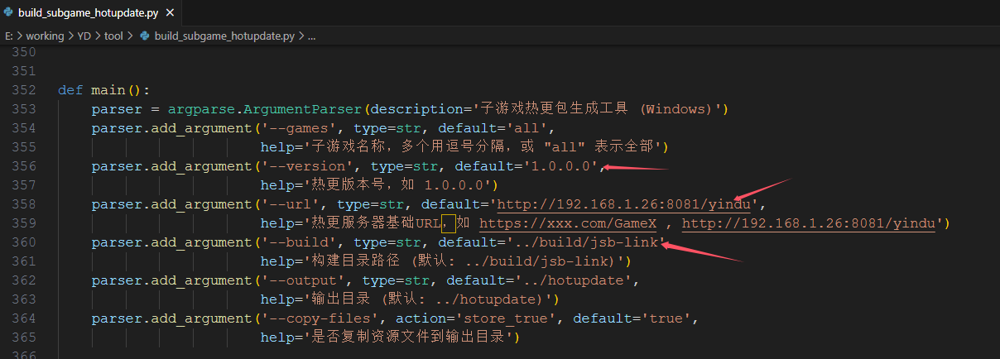 build_subgame_hotupdate.py ×
E: > working > YD > tool > build_subgame_hotupdate.py > ...
350
351
352 def main():
353 parser = argparse.ArgumentParser(description='子游戏热更包生成工具 (Windows)')
354 parser.add_argument('--games', type=str, default='all',
355 help='子游戏名称，多个用逗号分隔，或 "all" 表示全部')
356 parser.add_argument('--version', type=str, default='1.0.0.0',
357 help='热更版本号，如 1.0.0.0')
358 parser.add_argument('--url', type=str, default='http://192.168.1.26:8081/yindu',
359 help='热更服务器基础URL，如 https://xxx.com/GameX , http://192.168.1.26:8081/yindu')
360 parser.add_argument('--build', type=str, default='../build/jsb-link',
361 help='构建目录路径 (默认: ../build/jsb-link)')
362 parser.add_argument('--output', type=str, default='../hotupdate',
363 help='输出目录 (默认: ../hotupdate)')
364 parser.add_argument('--copy-files', action='store_true', default='true',
365 help='是否复制资源文件到输出目录')
366